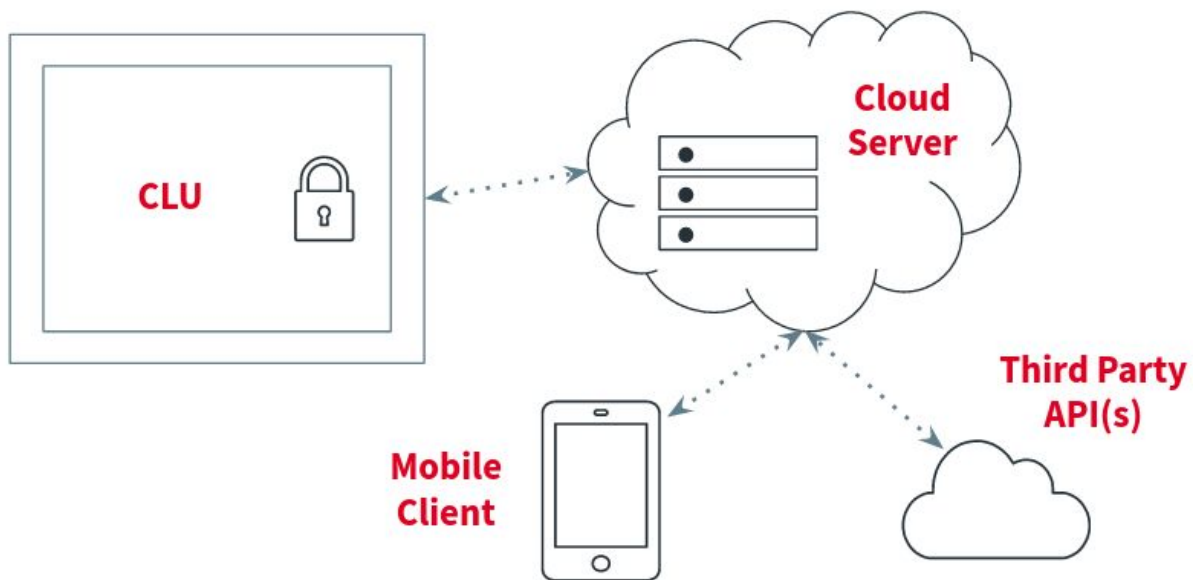 Cloud
Server
CLU
Third Party
API(s)
Mobile
Client